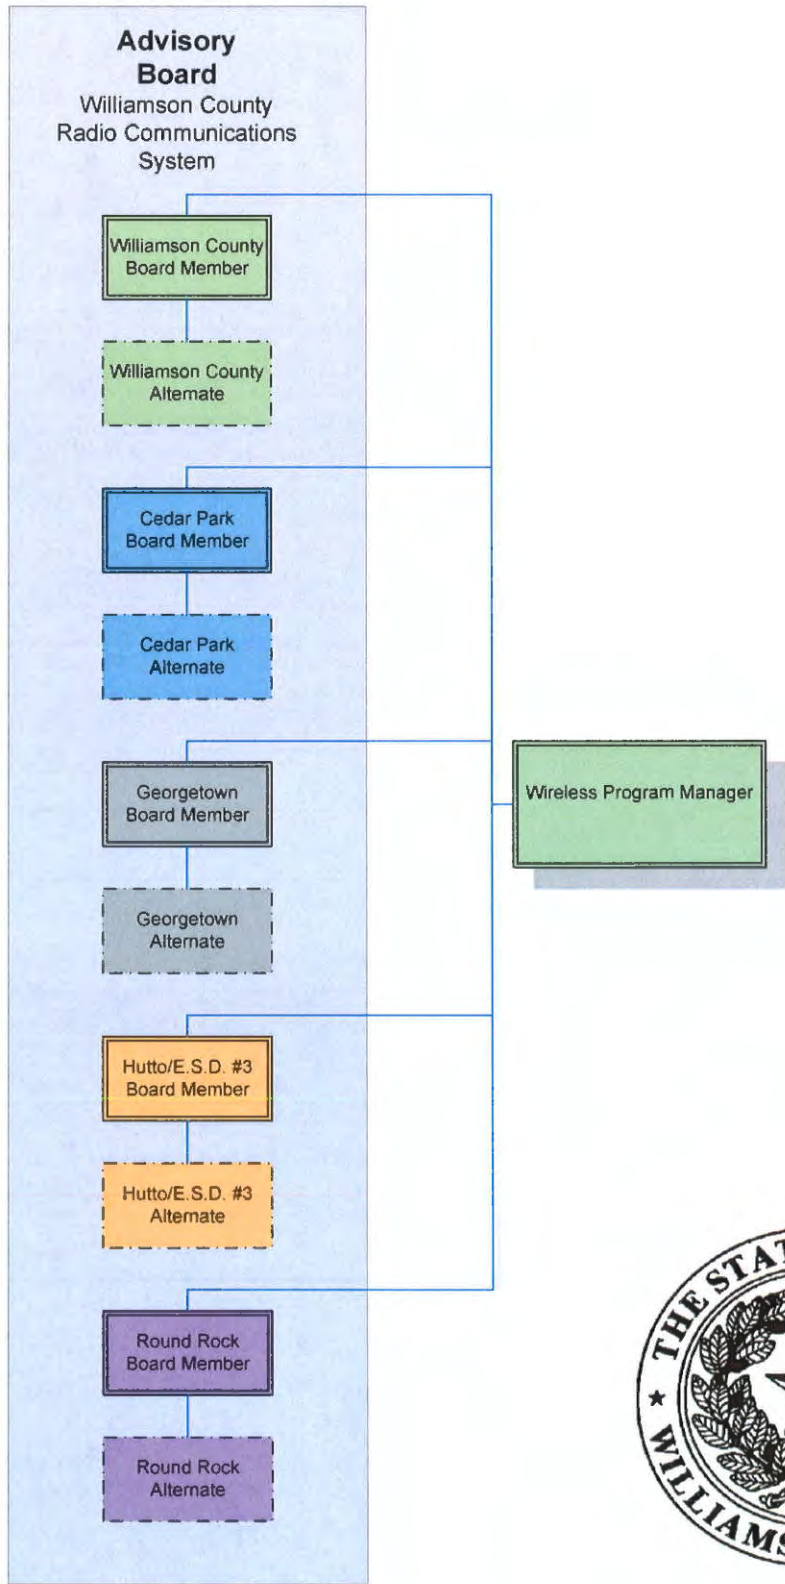 Advisory
Board
Williamson County
Radio Communications
System
Williamson County
Board Member
Williamson County
Alternate
Cedar Park
Board Member
Cedar Park
Alternate
Georgetown
Board Member
Georgetown
Alternate
Hutto/E.S.D. #3
Board Member
Hutto/E.S.D. #3
Alternate
Round Rock
Board Member
Round Rock
Alternate
Wireless Program Manager
THE STAT
WILLIAMS